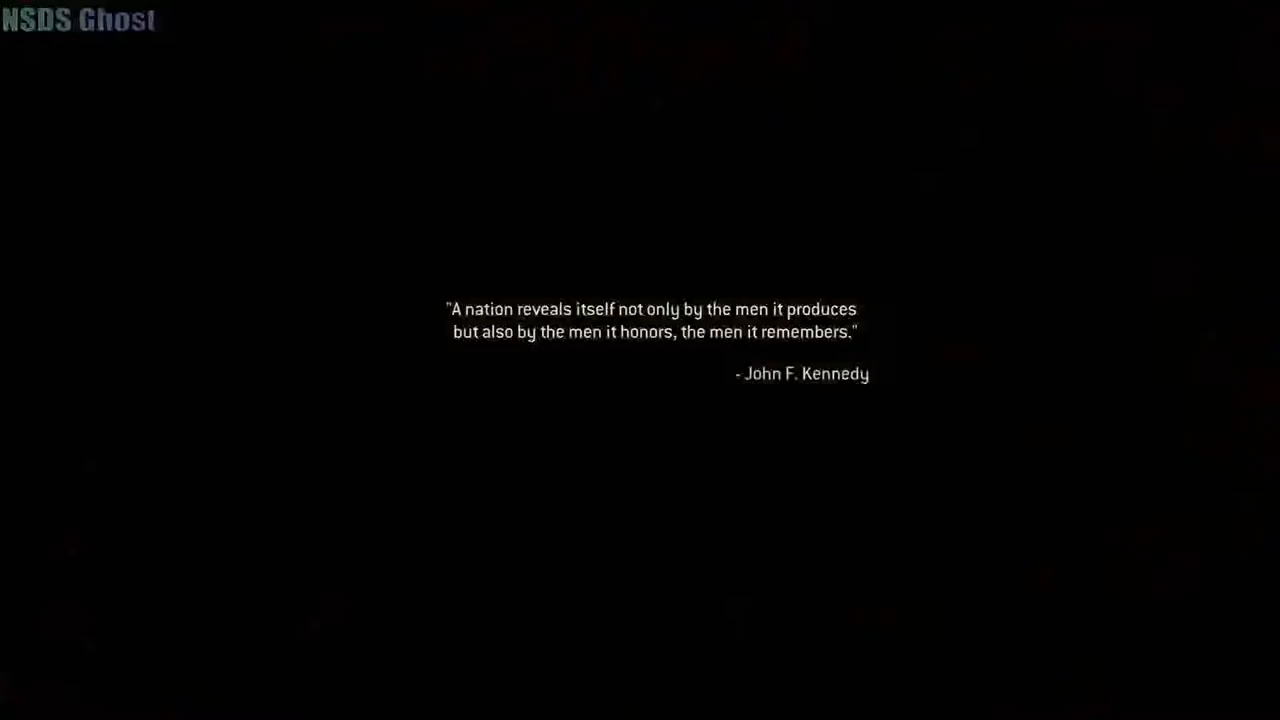 NSDS Ghost
"A nation reveals itself not only by the men it produces
but also by the men it honors, the men it remembers."
- John F. Kennedy